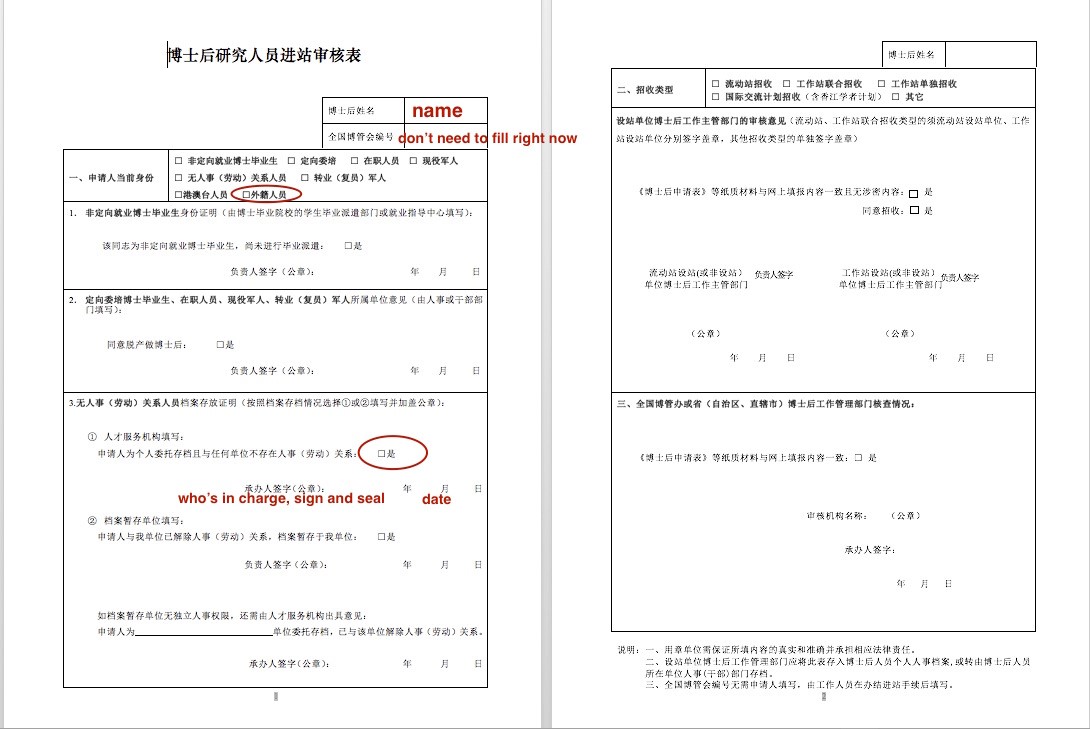 博士后研究人员进站审核表
博士后姓名 name
全国博管会编号 don't need to fill right now
一、申请人当前身份
□ 非定向就业博士毕业生 □ 定向委培 □ 在职人员 □ 现役军人
□ 无人事（劳动）关系人员 □ 转业（复员）军人
□港澳台人员 □外籍人员
1. 非定向就业博士毕业生身份证明（由博士毕业院校的学生毕业派遣部门或就业指导中心填写）：
该同志为非定向就业博士毕业生，尚未进行毕业派遣： □是
负责人签字（公章）： 年 月 日
2. 定向委培博士毕业生、在职人员、现役军人、转业（复员）军人所属单位意见（由人事或干部部
门填写）：
同意脱产做博士后： □是
负责人签字（公章）： 年 月 日
3.无人事（劳动）关系人员档案存放证明（按照档案存档情况选择①或②填写并加盖公章）：
① 人才服务机构填写：
申请人为个人委托存档且与任何单位不存在人事（劳动）关系： □是
承办人签字（公章）： 年 月 日
who's in charge, sign and seal date
② 档案暂存单位填写：
申请人与我单位已解除人事（劳动）关系，档案暂存于我单位： □是
负责人签字（公章）： 年 月 日
如档案暂存单位无独立人事权限，还需由人才服务机构出具意见：
申请人为＿＿＿＿＿＿＿＿单位委托存档，已与该单位解除人事（劳动）关系。
承办人签字（公章）： 年 月 日
博士后姓名
二、招收类型
□ 流动站招收 □ 工作站联合招收 □ 工作站单独招收
□ 国际交流计划招收（含香江学者计划） □ 其它
设站单位博士后工作主管部门的审核意见（流动站、工作站联合招收类型的须流动站设站单位、工作
站设站单位分别签字盖章，其他招收类型的单独签字盖章）
《博士后申请表》等纸质材料与网上填报内容一致且无涉密内容： □ 是
同意招收： □ 是
流动站设站(或非设站) 负责人签字 工作站设站(或非设站) 负责人签字
单位博士后工作主管部门 单位博士后工作主管部门
（公章） （公章）
年 月 日 年 月 日
三、全国博管办或省（自治区、直辖市）博士后工作管理部门核查情况：
《博士后申请表》等纸质材料与网上填报内容一致： □ 是
审核机构名称： （公章）
承办人签字：
年 月 日
说明：一、用章单位需保证所填内容的真实和准确并承担相应法律责任。
二、设站单位博士后工作管理部门应将此表存入博士后人员个人人事档案，或转由博士后人员
所在单位人事(干部)部门存档。
三、全国博管会编号无需申请人填写，由工作人员在办结进站手续后填写。